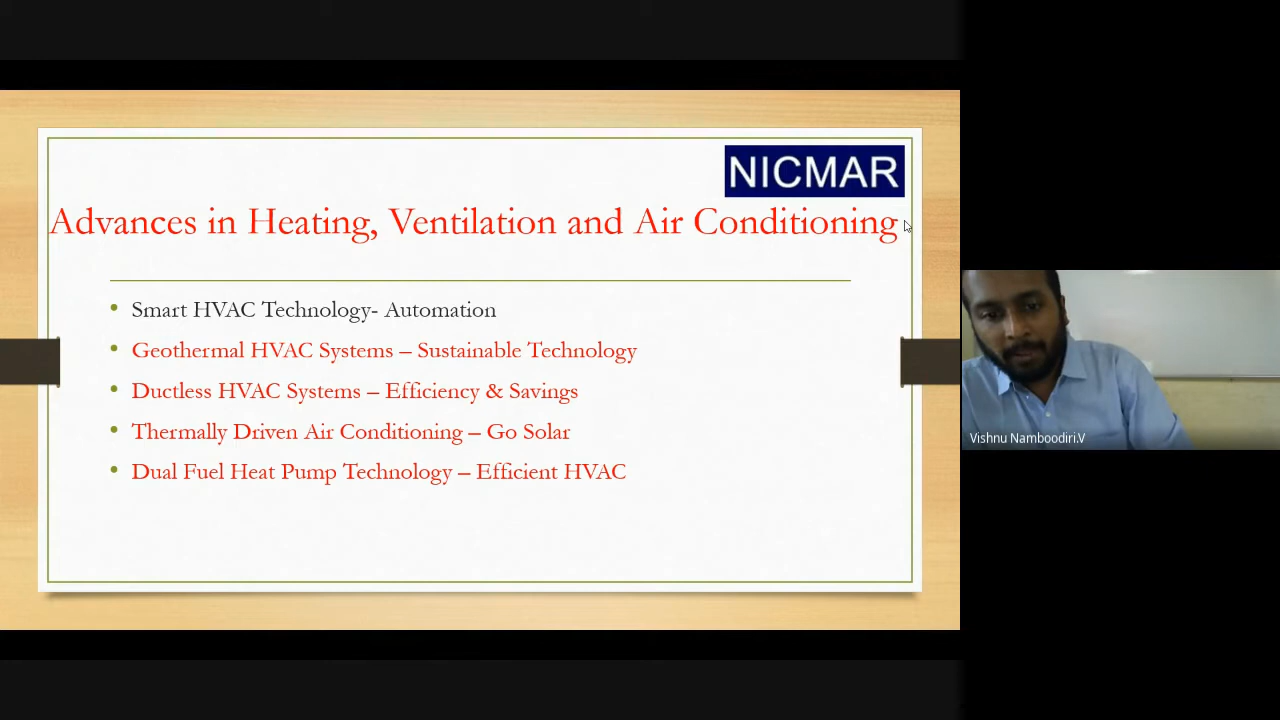 NICMAR
Advances in Heating, Ventilation and Air Conditioning
Smart HVAC Technology- Automation
Geothermal HVAC Systems – Sustainable Technology
Ductless HVAC Systems – Efficiency & Savings
Thermally Driven Air Conditioning – Go Solar
Dual Fuel Heat Pump Technology – Efficient HVAC
Vishnu Namboodiri.V